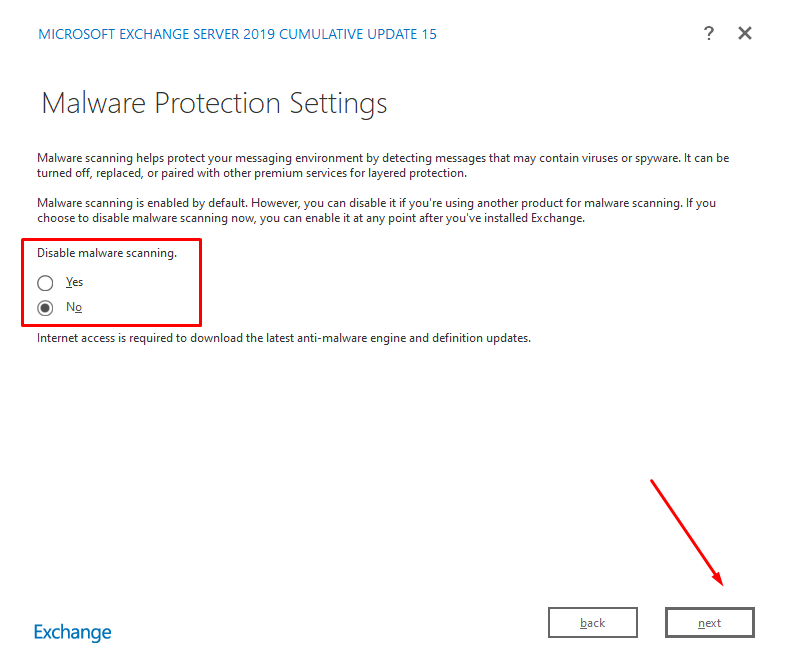 MICROSOFT EXCHANGE SERVER 2019 CUMULATIVE UPDATE 15
?
Malware Protection Settings
Malware scanning helps protect your messaging environment by detecting messages that may contain viruses or spyware. It can be
turned off, replaced, or paired with other premium services for layered protection.
Malware scanning is enabled by default. However, you can disable it if you're using another product for malware scanning. If you
choose to disable malware scanning now, you can enable it at any point after you've installed Exchange.
Disable malware scanning.
Yes
No
Internet access is required to download the latest anti-malware engine and definition updates.
Exchange
back
next